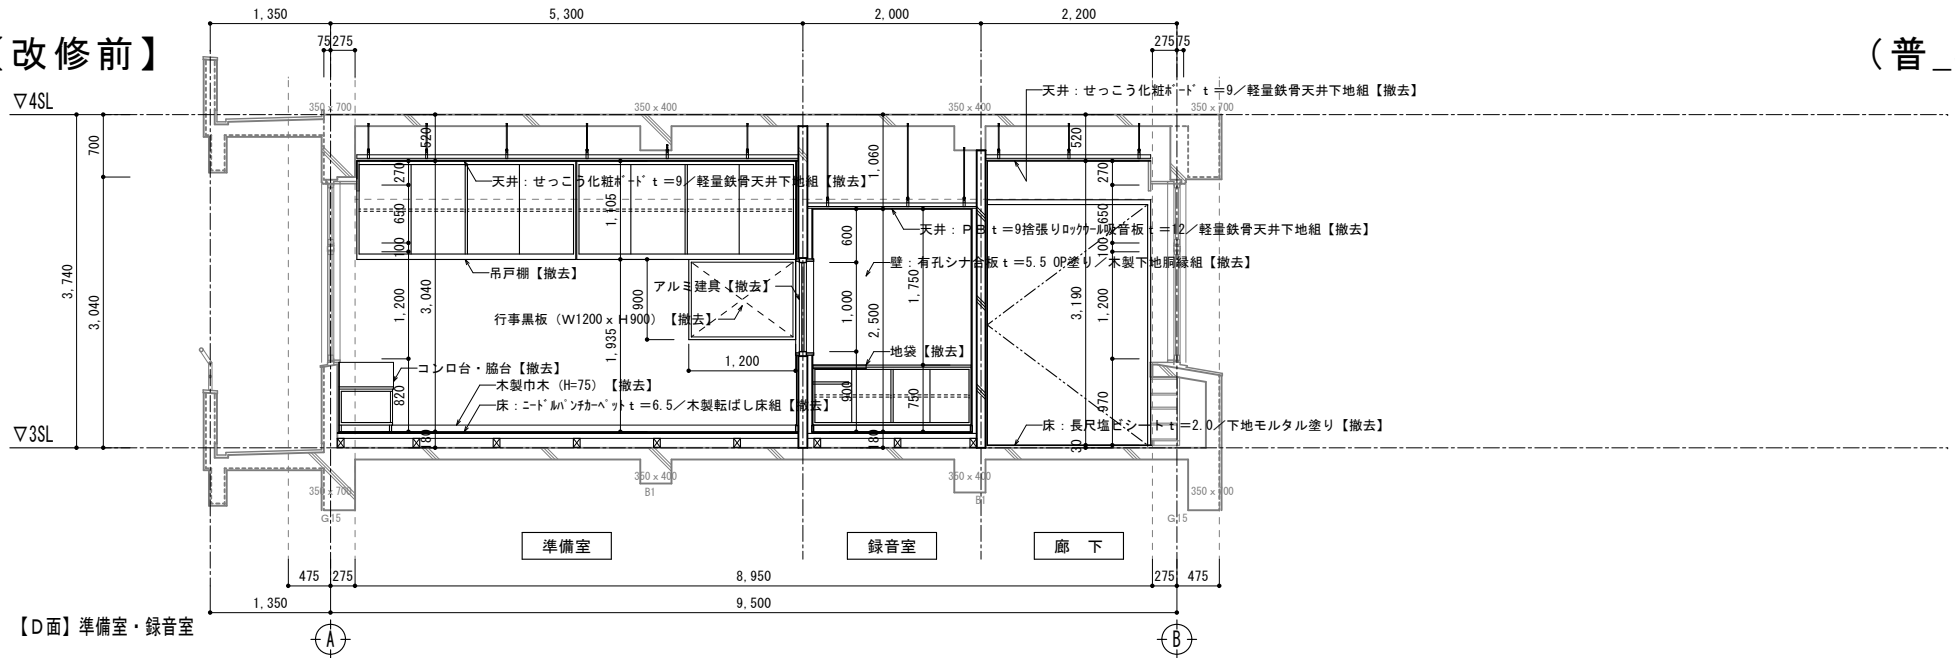 1,350
5,300
2,000
2,200
75
275
275
75
改修前】
（普
▽4SL
350 x 700
350 x 400
350 x 400
350 x 700
天井：せっこう化粧ボード t＝9／軽量鉄骨天井下地組【撤去】
700
520
1,060
520
270
天井：せっこう化粧ボード t＝9／軽量鉄骨天井下地組【撤去】
270
650
1,105
650
600
天井：ＰＢ t＝9捨張りロックウール吸音板 t＝12／軽量鉄骨天井下地組【撤去】
100
100
吊戸棚【撤去】
壁：有孔シナ合板 t＝5.5 OP塗り／木製下地胴縁組【撤去】
アルミ建具【撤去】
3,740
3,040
1,200
3,040
900
1,000
2,500
1,750
3,190
1,200
行事黒板（W1200 x H900）【撤去】
1,935
1,200
地袋【撤去】
コンロ台・脇台【撤去】
木製巾木（H=75）【撤去】
820
900
750
970
床：ニードルパンチカーペット t＝6.5／木製転ばし床組【撤去】
床：長尺塩ビシート t＝2.0／下地モルタル塗り【撤去】
▽3SL
180
180
30
350 x 700
350 x 400
350 x 400
350 x 700
B1
B1
G15
G15
準備室
録音室
廊　下
475
275
8,950
275
475
1,350
9,500
【D面】準備室・録音室
A
B